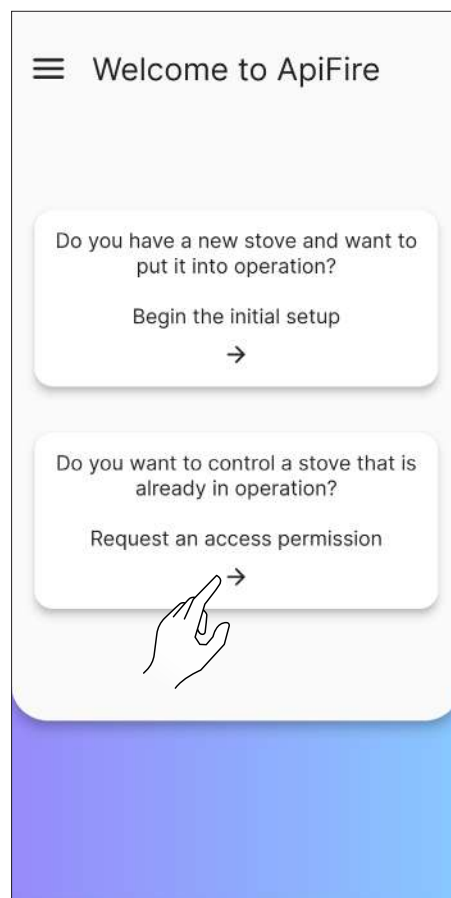 Welcome to ApiFire
Do you have a new stove and want to
put it into operation?
Begin the initial setup
→
Do you want to control a stove that is
already in operation?
Request an access permission
→